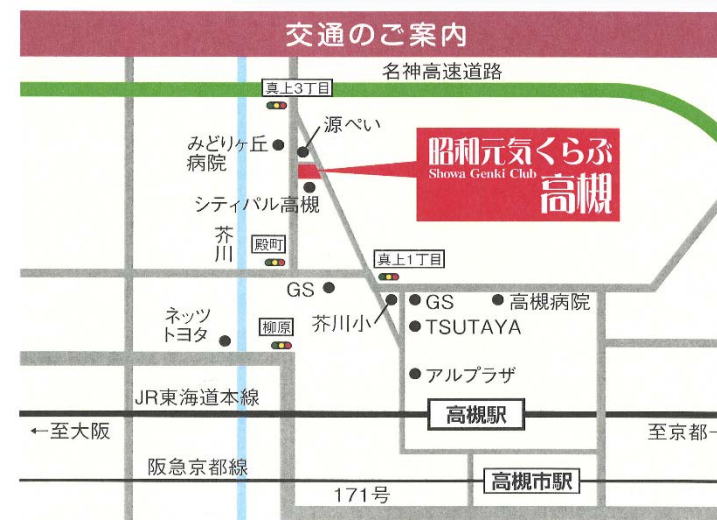 交通のご案内
名神高速道路
真上3丁目
源ぺい
みどりヶ丘
病院
昭和元気くらぶ
Showa Genki Club
高槻
シティパル高槻
芥川
殿町
真上1丁目
GS
芥川小
GS
高槻病院
ネッツ
トヨタ
柳原
TSUTAYA
アルプラザ
JR東海道本線
高槻駅
←至大阪
至京都→
阪急京都線
高槻市駅
171号